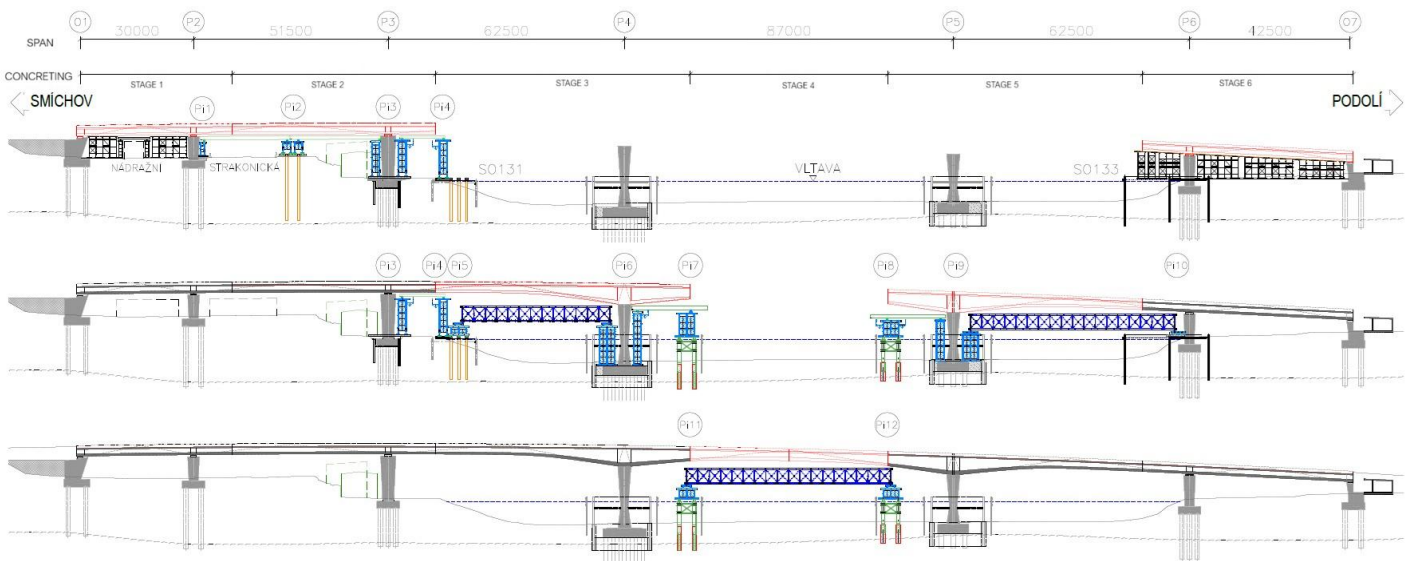 O1 P2 P3 P4 P5 P6 O7
SPAN 30000 51500 62500 87000 62500 42500
CONCRETING STAGE 1 STAGE 2 STAGE 3 STAGE 4 STAGE 5 STAGE 6
SMÍCHOV PODOLÍ
Pi1 Pi2 Pi3 Pi4
NÁDRAŽNÍ STRAKONICKÁ SO131 VLTAVA SO133
Pi3 Pi4 Pi5 Pi6 Pi7 Pi8 Pi9 Pi10
Pi11 Pi12